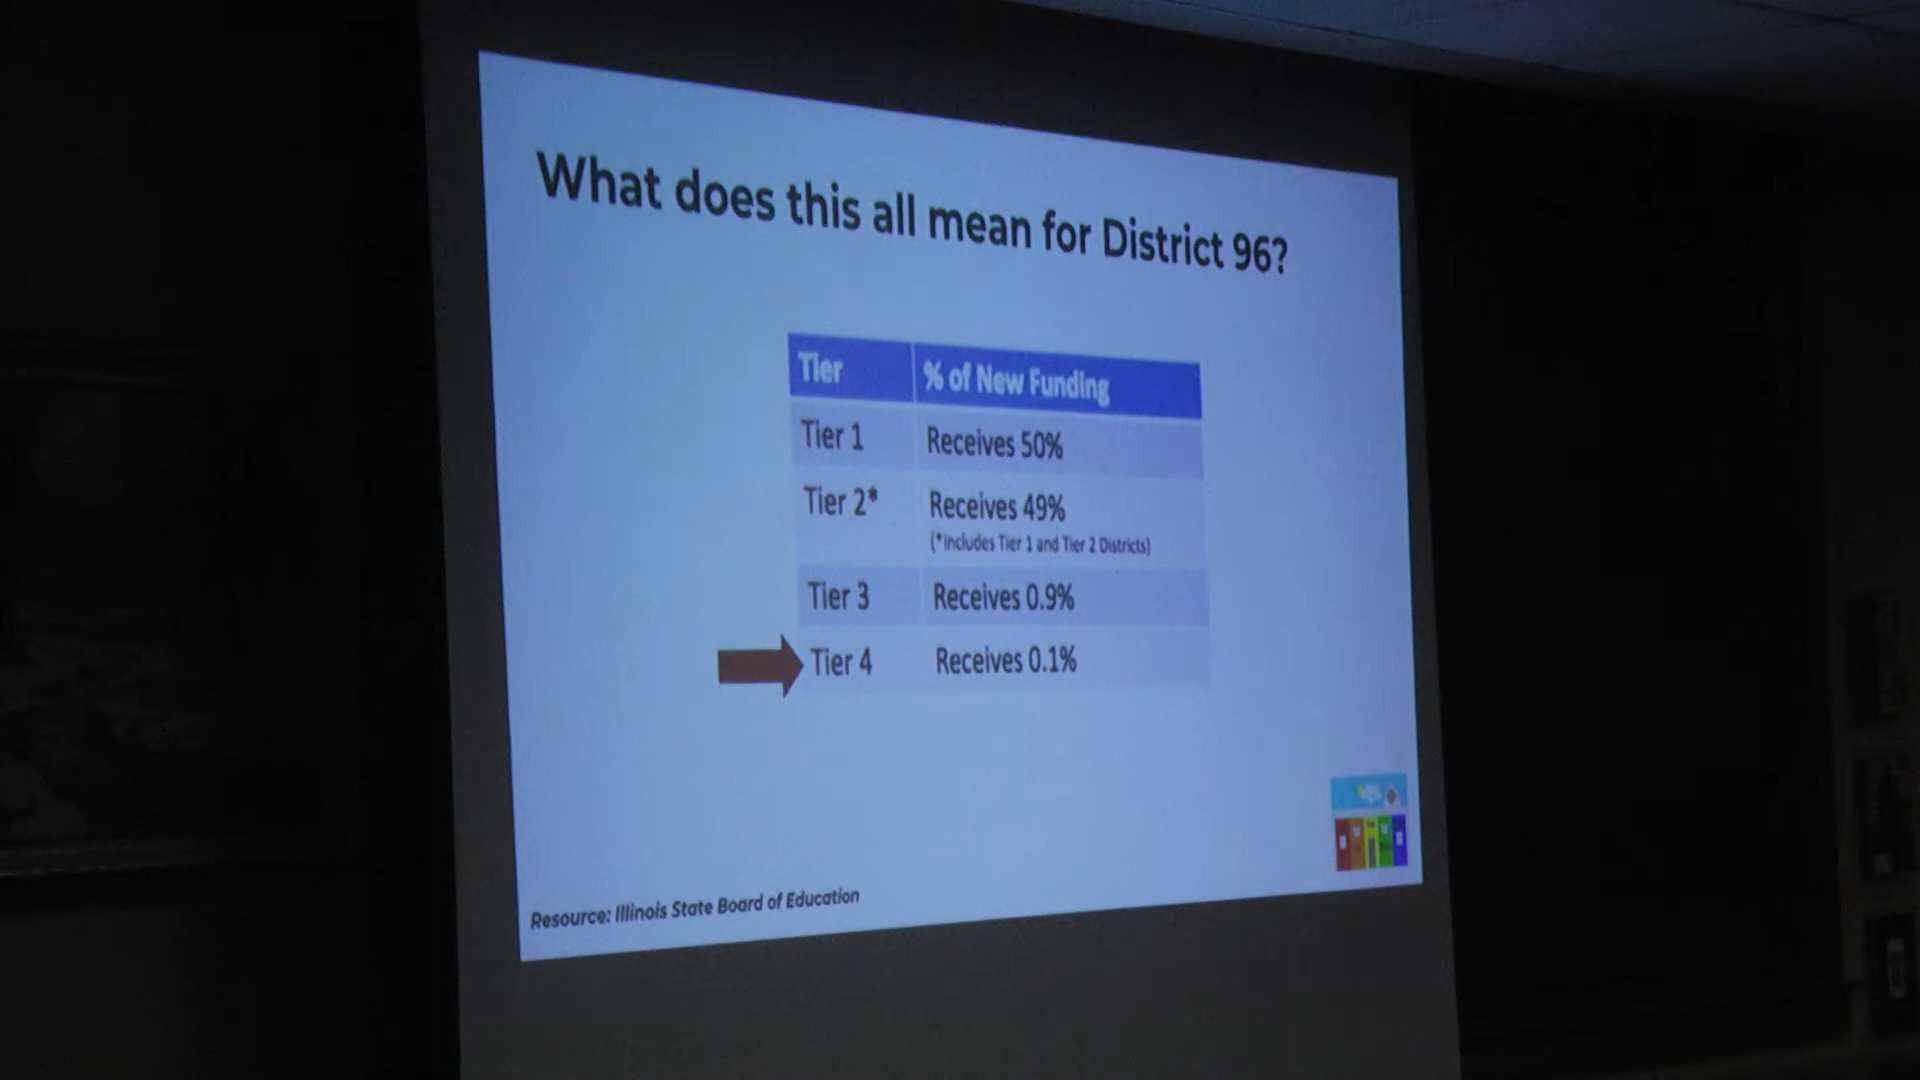 What does this all mean for District 96?
Tier % of New Funding
Tier 1 Receives 50%
Tier 2* Receives 49%
(*Includes Tier 1 and Tier 2 Districts)
Tier 3 Receives 0.9%
Tier 4 Receives 0.1%
Resource: Illinois State Board of Education